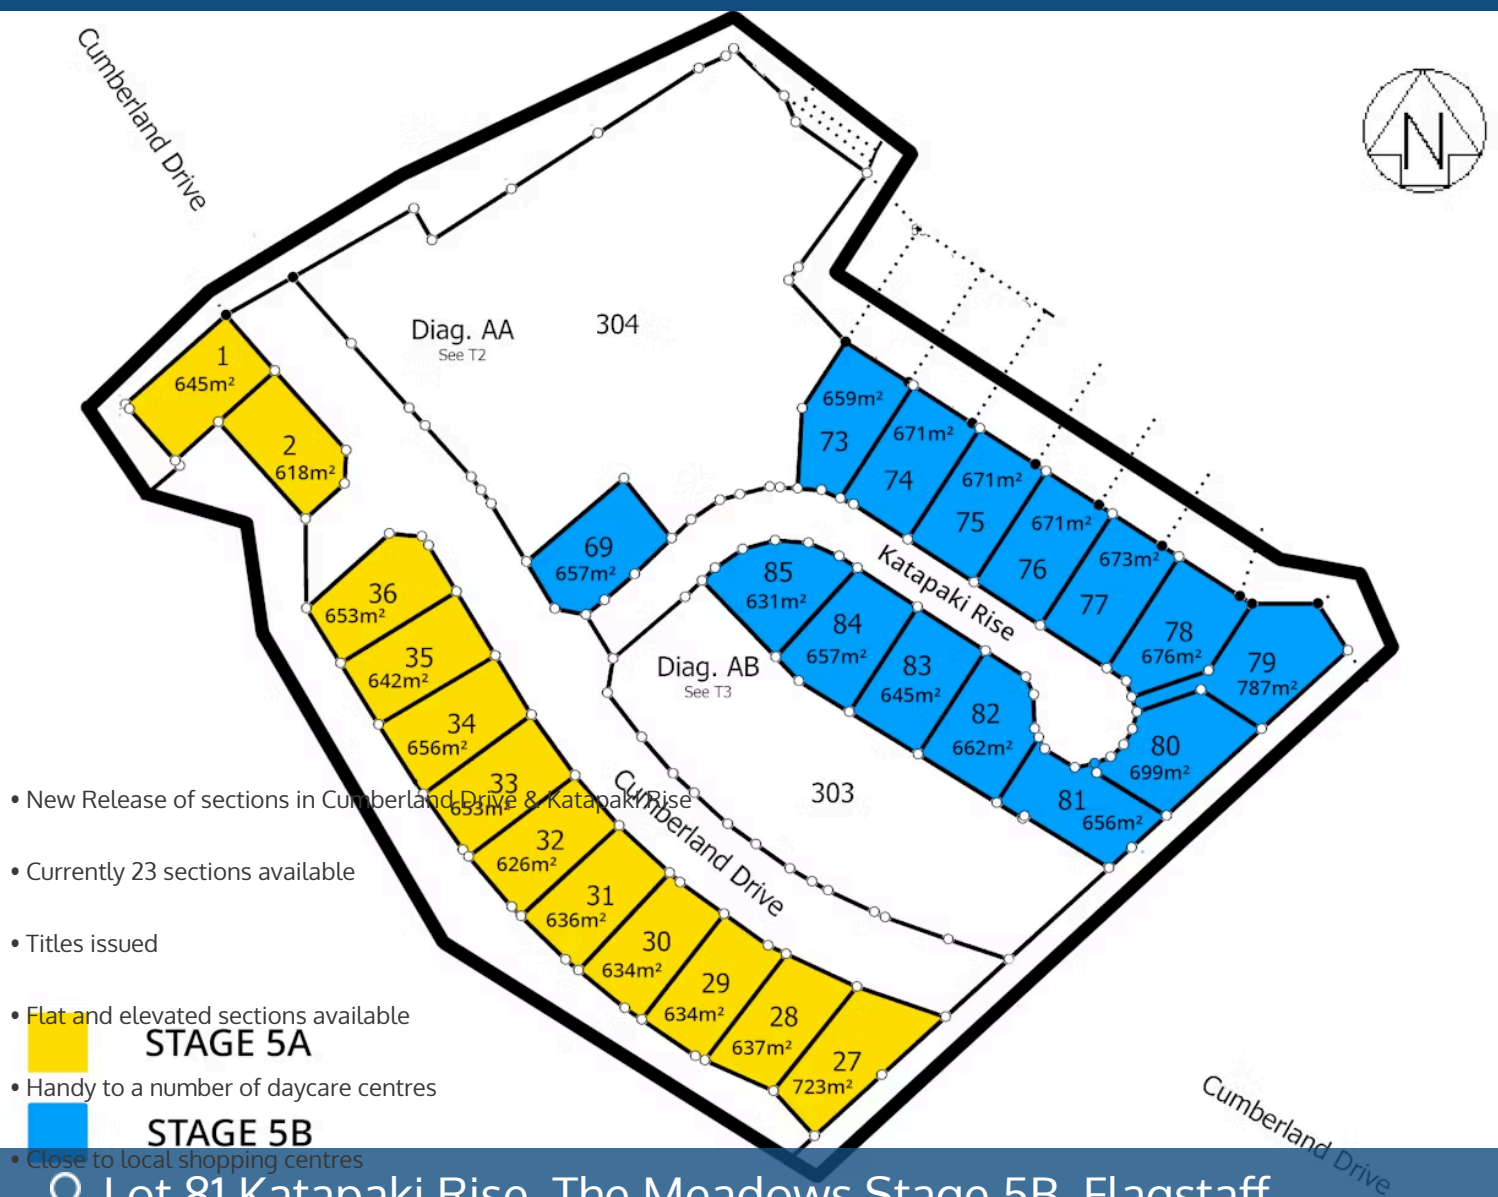 Cumberland Drive
N
Diag. AA
See T2
304
1
645m²
2
618m²
659m²
73
671m²
74
671m²
75
671m²
76
673m²
77
78
676m²
79
787m²
80
699m²
81
656m²
82
662m²
83
645m²
84
657m²
85
631m²
69
657m²
Katapaki Rise
Diag. AB
See T3
303
Cumberland Drive
36
653m²
35
642m²
34
656m²
33
653m²
32
626m²
31
636m²
30
634m²
29
634m²
28
637m²
27
723m²
• New Release of sections in Cumberland Drive & Katapaki Rise
• Currently 23 sections available
• Titles issued
• Flat and elevated sections available
STAGE 5A
• Handy to a number of daycare centres
STAGE 5B
• Close to local shopping centres
Cumberland Drive
Lot 81 Katapaki Rise, The Meadows Stage 5B, Flagstaff